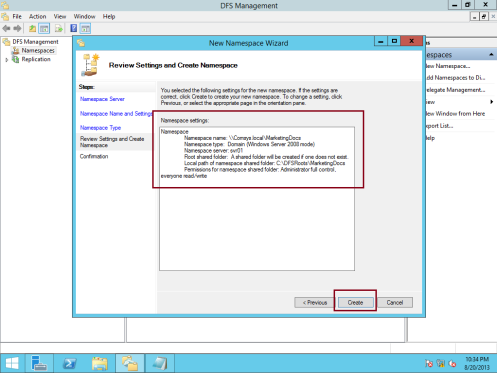 DFS Management
File Action View Window Help
DFS Management
Namespaces
Replication
New Namespace Wizard
Review Settings and Create Namespace
Steps:
Namespace Server
Namespace Name and Settings
Namespace Type
Review Settings and Create
Namespace
Confirmation
You selected the following settings for the new namespace. If the settings are
correct, click Create to create your new namespace. To change a setting, click
Previous, or select the appropriate page in the orientation pane.
Namespace settings:
Namespace
Namespace name: \\Comsys.local\MarketingDocs
Namespace type: Domain (Windows Server 2008 mode)
Namespace server: svr01
Root shared folder: A shared folder will be created if one does not exist.
Local path of namespace shared folder: C:\DFSRoots\MarketingDocs
Permissions for namespace shared folder: Administrator full control,
everyone read/write
< Previous
Create
Cancel
espaces
ew Namespace...
dd Namespaces to Di...
elegate Management...
ew
ew Window from Here
xport List...
elp
10:34 PM
8/20/2013